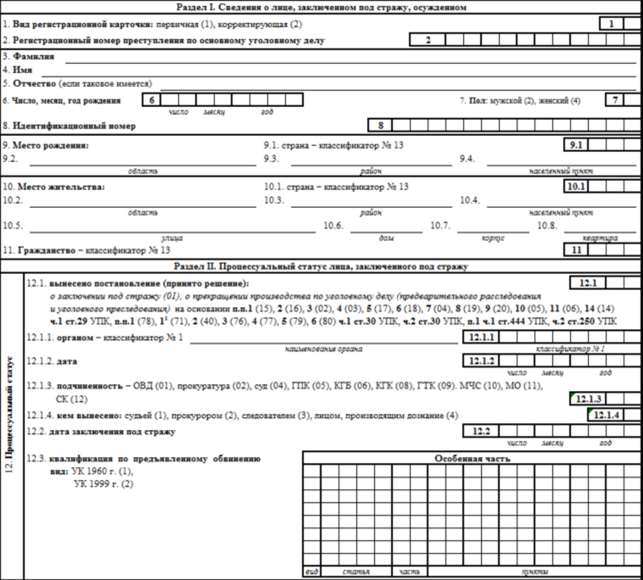 Раздел I. Сведения о лице, заключенном под стражу, осужденном
1. Вид регистрационной карточки: первичная (1), корректирующая (2) 1
2. Регистрационный номер преступления по основному уголовному делу 2
3. Фамилия
4. Имя
5. Отчество (если таковое имеется)
6. Число, месяц, год рождения 6 7. Пол: мужской (2), женский (4) 7
число месяц год
8. Идентификационный номер 8
9. Место рождения: 9.1. страна – классификатор № 13 9.1
9.2. 9.3. 9.4.
область район населенный пункт
10. Место жительства: 10.1. страна – классификатор № 13 10.1
10.2. 10.3. 10.4.
область район населенный пункт
10.5. 10.6. 10.7. 10.8.
улица дом корпус квартира
11. Гражданство – классификатор № 13 11
Раздел II. Процессуальный статус лица, заключенного под стражу
12. Процессуальный статус
12.1. вынесено постановление (принято решение): 12.1
о заключении под стражу (01), о прекращении производства по уголовному делу (предварительного расследования
и уголовного преследования) на основании п.п.1 (15), 2 (16), 3 (02), 4 (03), 5 (17), 6 (18), 7 (04), 8 (19), 9 (20), 10 (05), 11 (06), 14 (14)
ч.1 ст.29 УПК, п.п.1 (78), 1¹ (71), 2 (40), 3 (76), 4 (77), 5 (79), 6 (80) ч.1 ст.30 УПК, ч.2 ст.30 УПК, п.1 ч.1 ст.444 УПК, ч.2 ст.250 УПК
12.1.1. органом – классификатор № 1 12.1.1
наименования органа классификатор № 1
12.1.2. дата 12.1.2
число месяц год
12.1.3. подчиненность – ОВД (01), прокуратура (02), суд (04), ГПК (05), КГБ (06), КГК (08), ГТК (09). МЧС (10), МО (11),
СК (12) 12.1.3
12.1.4. кем вынесено: судьей (1), прокурором (2), следователем (3), лицом, производящим дознание (4) 12.1.4
12.2. дата заключения под стражу 12.2
число месяц год
12.3. квалификация по предъявленному обвинению
вид: УК 1960 г. (1),
УК 1999 г. (2)
Особенная часть
вид статья часть пункты